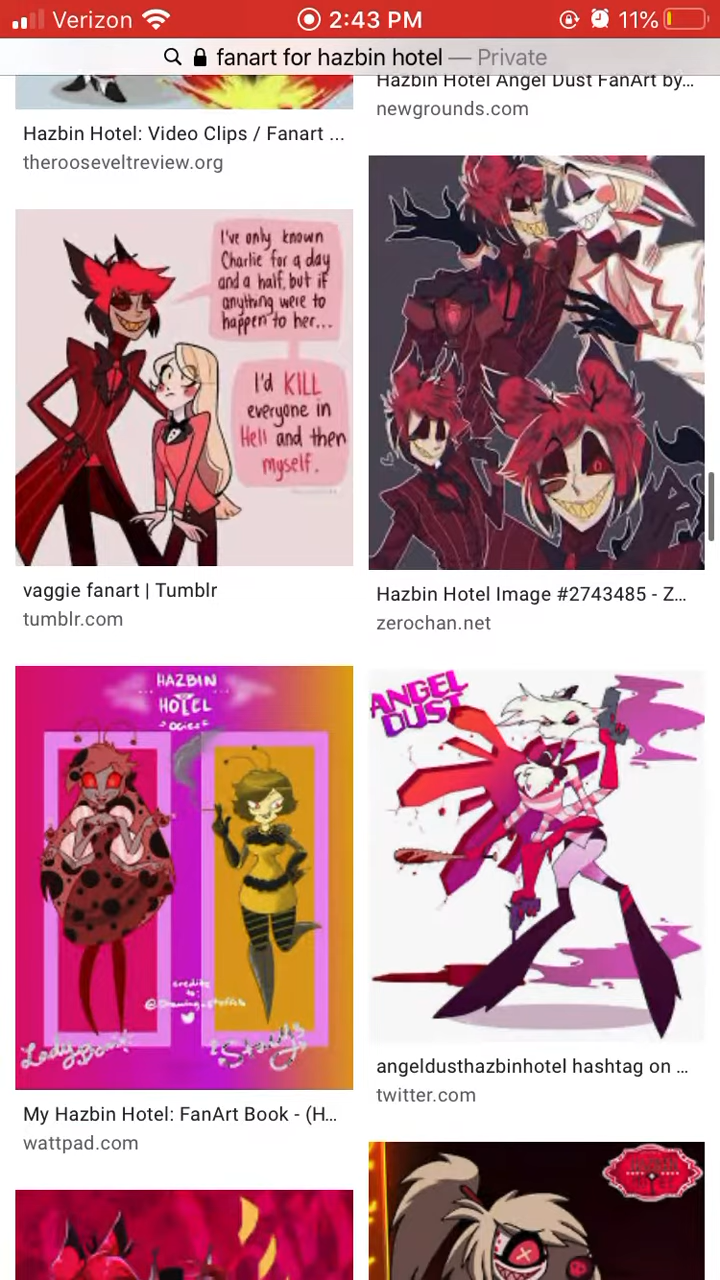 Verizon 2:43 PM 11%
fanart for hazbin hotel — Private
Hazbin Hotel: Video Clips / Fanart ...
therooseveltreview.org
Hazbin Hotel Angel Dust FanArt by...
newgrounds.com
I've only known
Charlie for a day
and a half, but if
anything were to
happen to her...
I'd KILL
everyone in
Hell and then
myself.
vaggie fanart | Tumblr
tumblr.com
Hazbin Hotel Image #2743485 - Z...
zerochan.net
HAZBIN
HOTEL
credits
to:
My Hazbin Hotel: FanArt Book - (H...
wattpad.com
ANGEL
DUST
angeldusthazbinhotel hashtag on ...
twitter.com